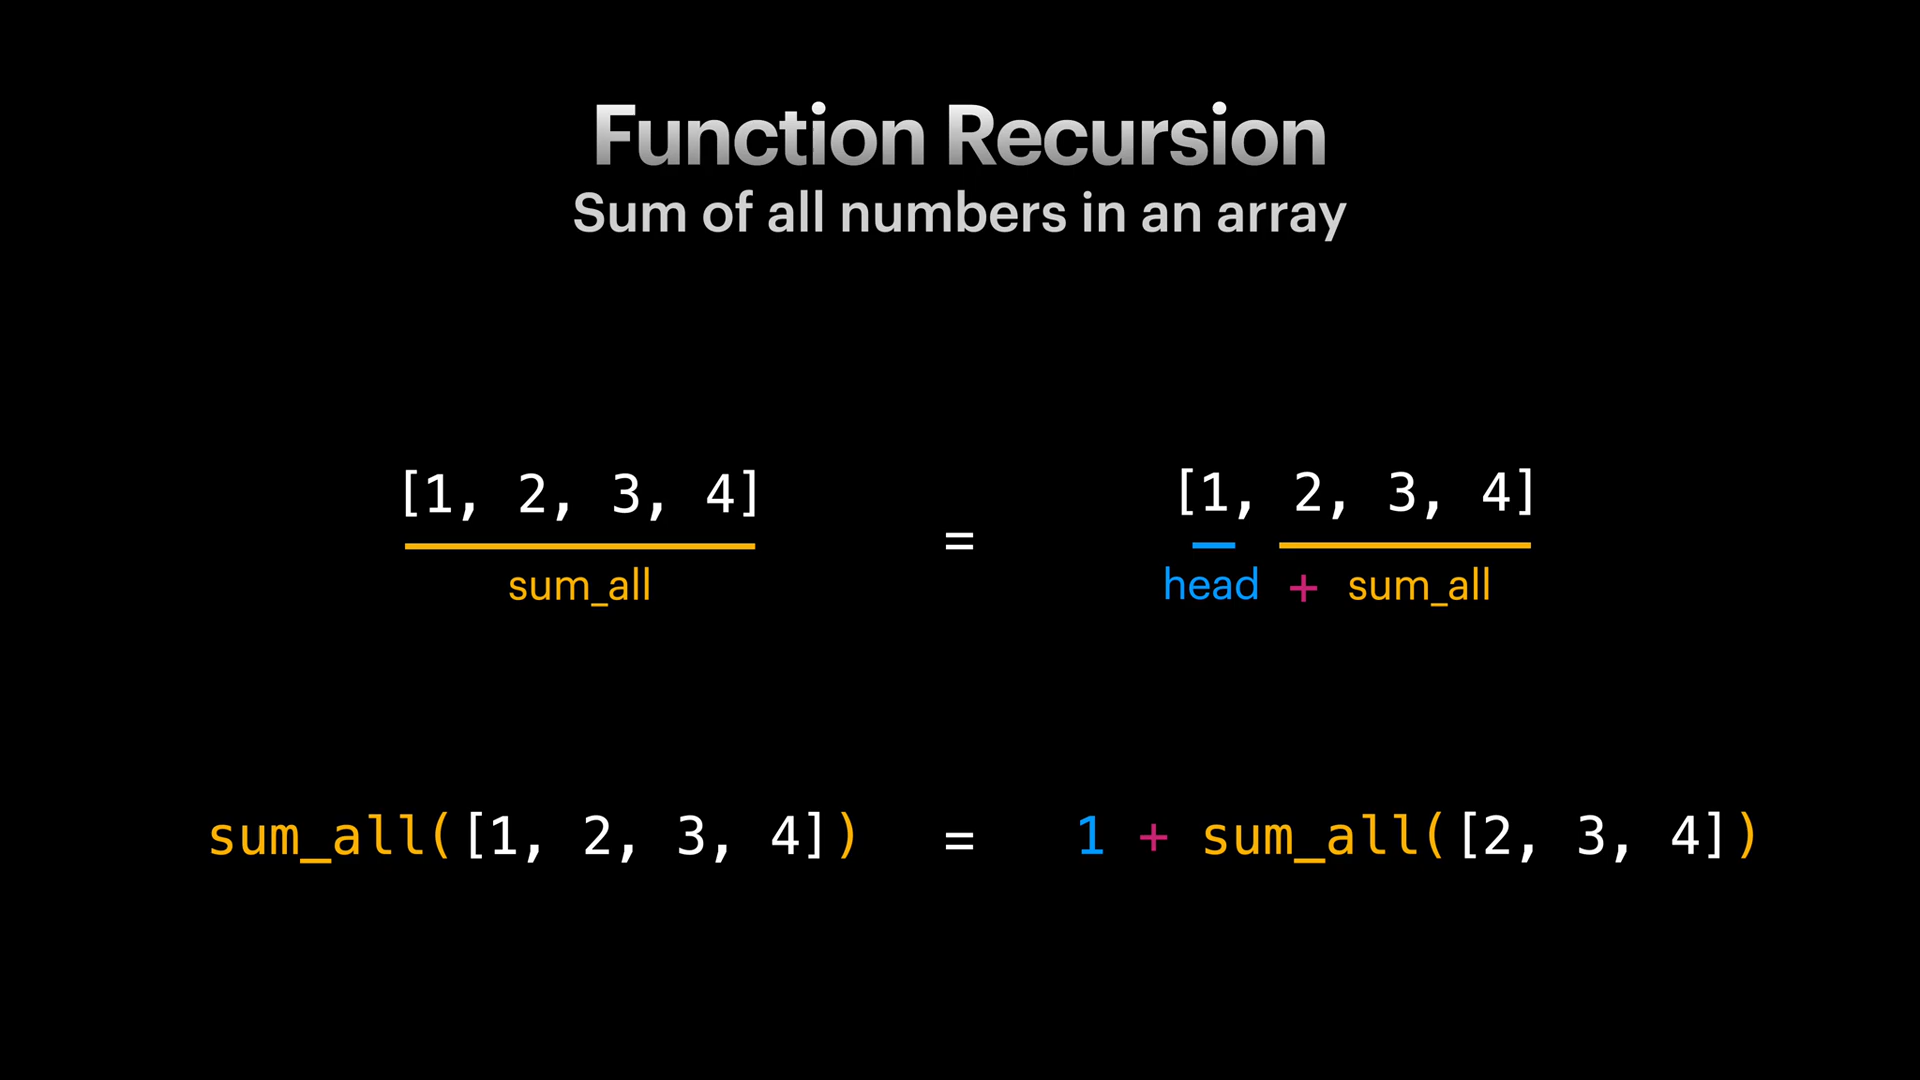 Function Recursion
Sum of all numbers in an array
[1, 2, 3, 4] = [1, 2, 3, 4]
sum_all head + sum_all
sum_all([1, 2, 3, 4]) = 1 + sum_all([2, 3, 4])